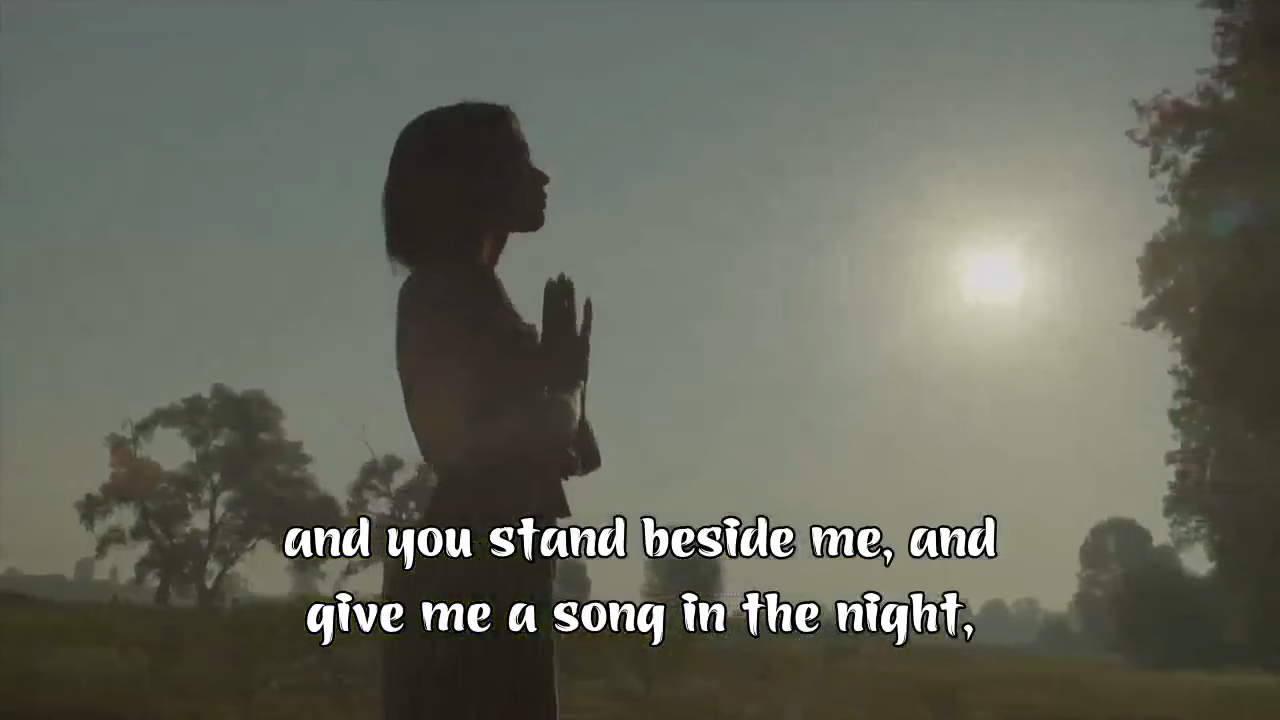 and you stand beside me, and
give me a song in the night,